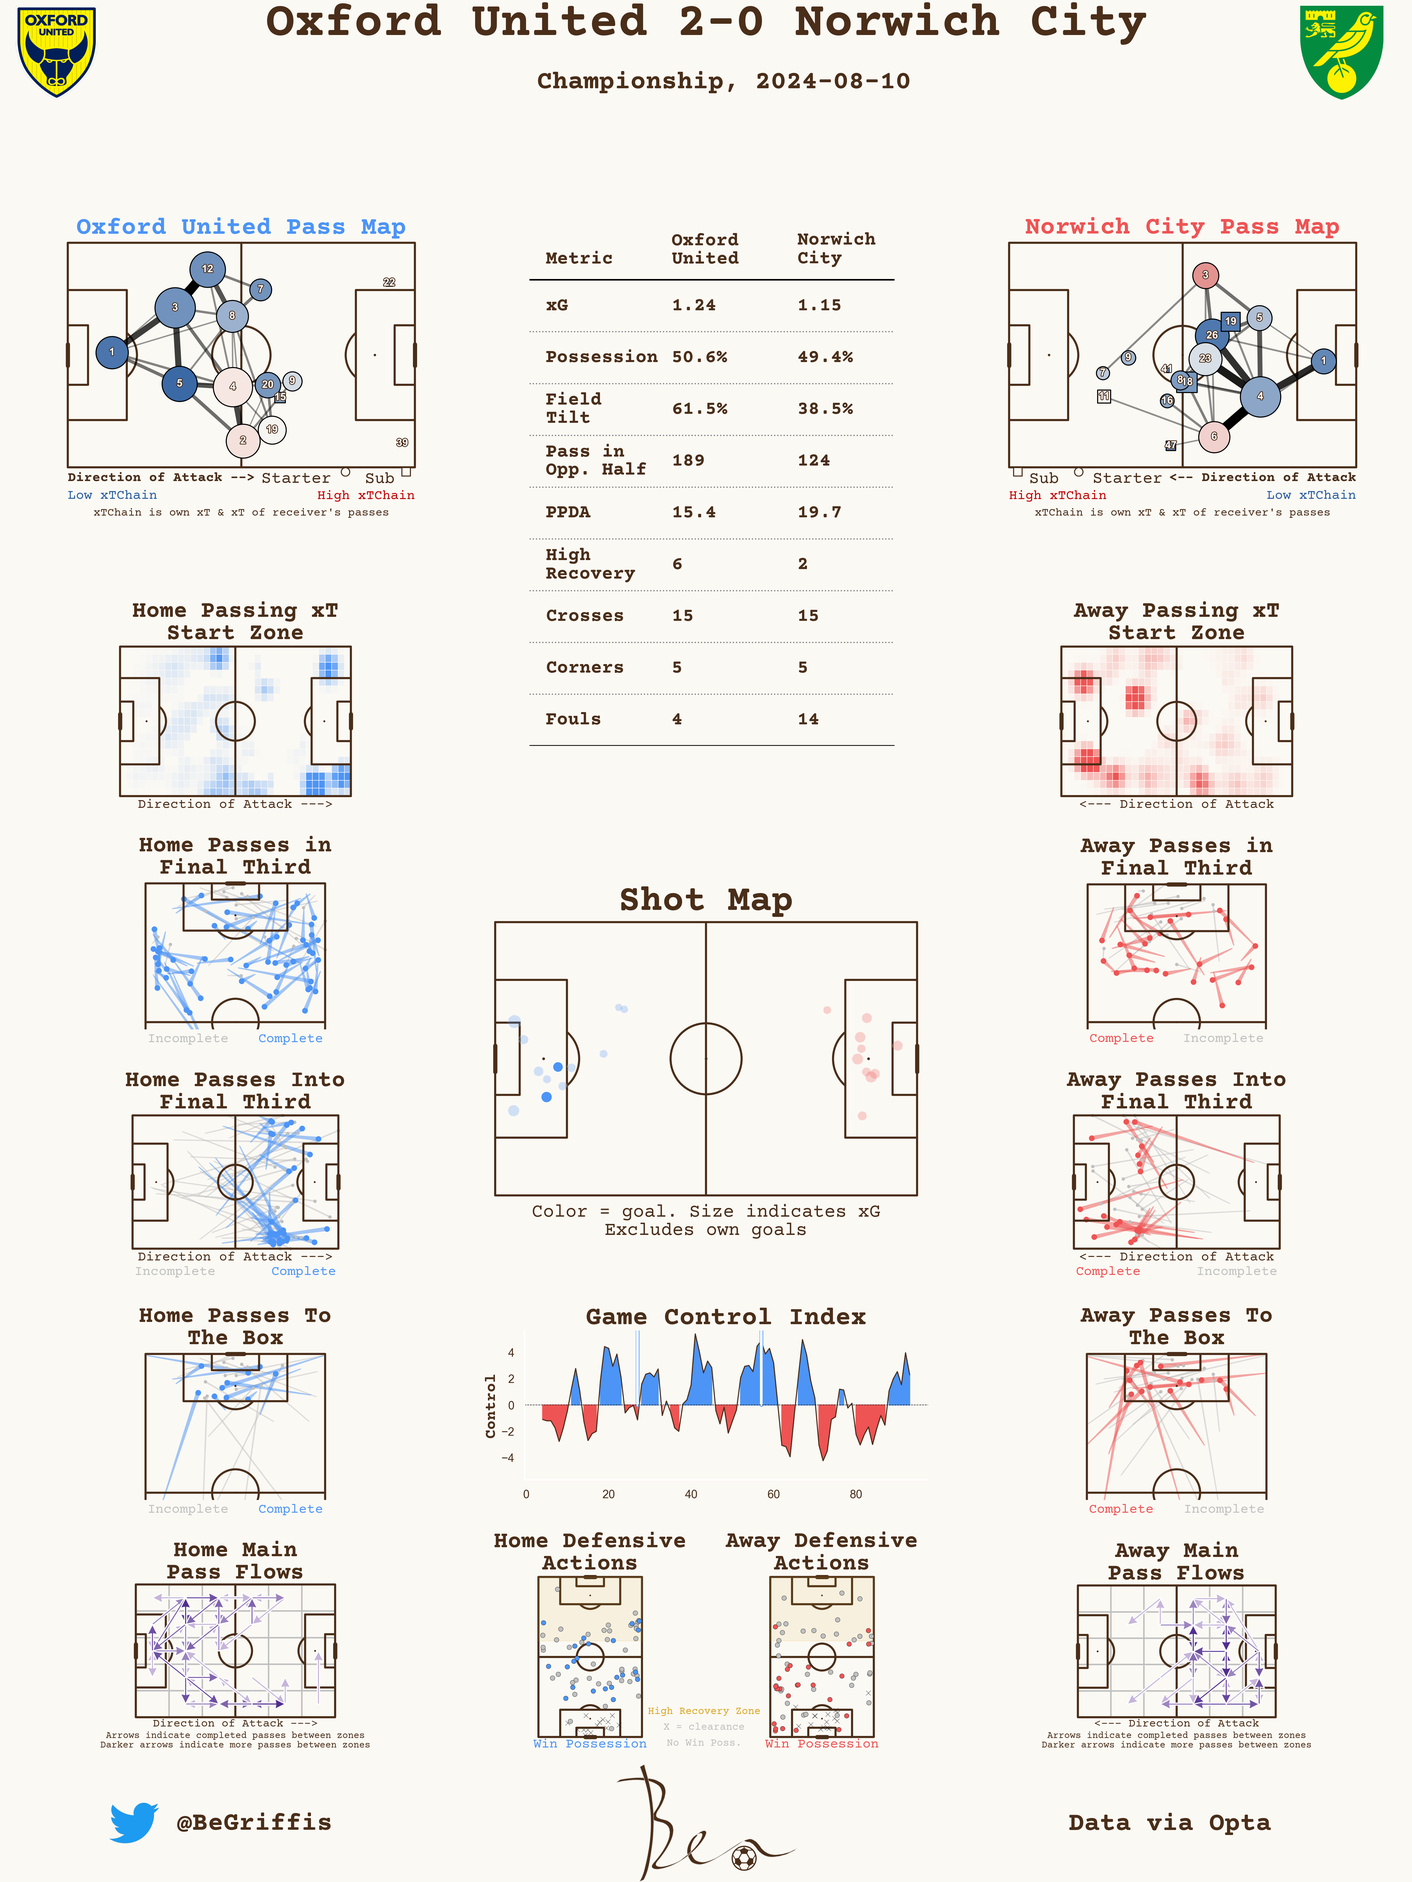 Oxford United 2-0 Norwich City
Championship, 2024-08-10
OXFORD
UNITED
Oxford United Pass Map
12
7
22
3
8
1
5
4
20
9
15
19
2
39
Direction of Attack --> Starter Sub
Low xTChain High xTChain
xTChain is own xT & xT of receiver's passes
Metric Oxford United Norwich City
xG 1.24 1.15
Possession 50.6% 49.4%
Field Tilt 61.5% 38.5%
Pass in Opp. Half 189 124
PPDA 15.4 19.7
High Recovery 6 2
Crosses 15 15
Corners 5 5
Fouls 4 14
Norwich City Pass Map
3
19
5
26
23
9
1
7
41
8
18
11
16
4
6
47
Sub Starter <-- Direction of Attack
High xTChain Low xTChain
xTChain is own xT & xT of receiver's passes
Home Passing xT
Start Zone
Direction of Attack --->
Away Passing xT
Start Zone
<--- Direction of Attack
Home Passes in
Final Third
Incomplete Complete
Away Passes in
Final Third
Complete Incomplete
Shot Map
Color = goal. Size indicates xG
Excludes own goals
Home Passes Into
Final Third
Direction of Attack --->
Incomplete Complete
Away Passes Into
Final Third
<--- Direction of Attack
Complete Incomplete
Home Passes To
The Box
Incomplete Complete
Game Control Index
Control
4
2
0
−2
−4
0 20 40 60 80
Away Passes To
The Box
Complete Incomplete
Home Main
Pass Flows
Direction of Attack --->
Arrows indicate completed passes between zones
Darker arrows indicate more passes between zones
Home Defensive
Actions
Win Possession
Away Defensive
Actions
Win Possession
High Recovery Zone
X = clearance
No Win Poss.
Away Main
Pass Flows
<--- Direction of Attack
Arrows indicate completed passes between zones
Darker arrows indicate more passes between zones
@BeGriffis
Ben
Data via Opta